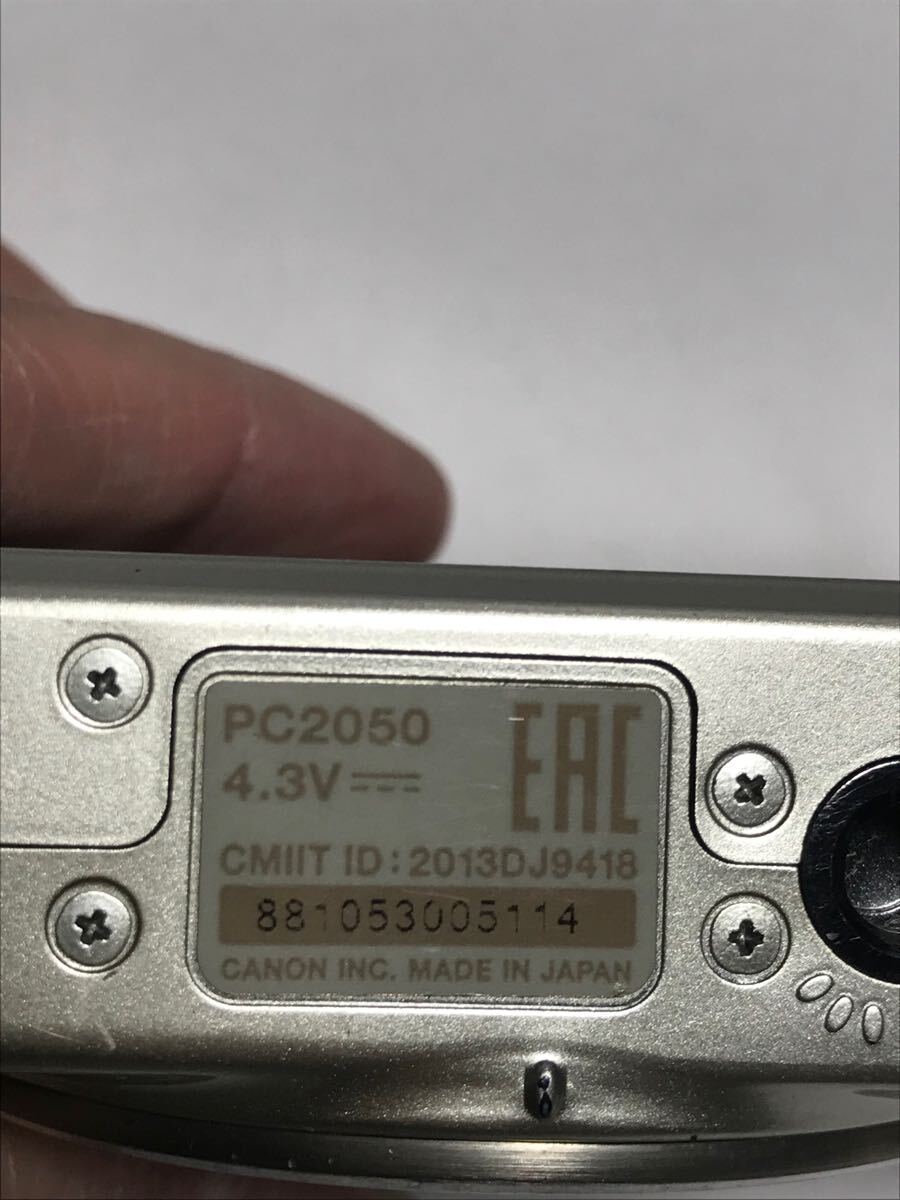 PC2050
4.3V
EAC
CMIIT ID: 2013DJ9418
881053005114
CANON INC. MADE IN JAPAN